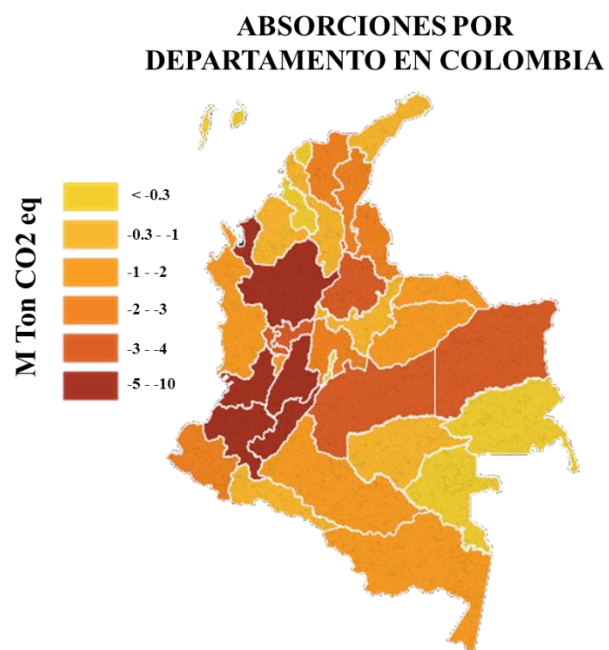 ABSORCIONES POR
DEPARTAMENTO EN COLOMBIA
M Ton CO2 eq
< -0.3
-0.3 - -1
-1 - -2
-2 - -3
-3 - -4
-5 - -10